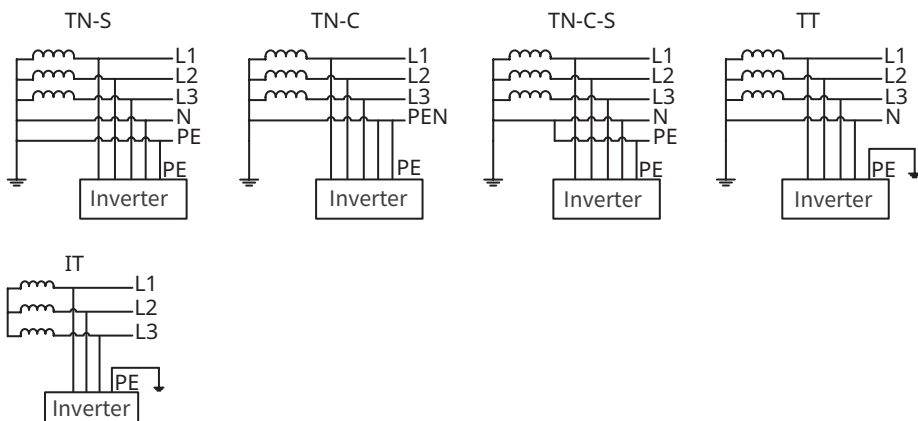 TN-S
L1
L2
L3
N
PE
PE
Inverter
TN-C
L1
L2
L3
PEN
PE
Inverter
TN-C-S
L1
L2
L3
N
PE
PE
Inverter
TT
L1
L2
L3
N
PE
Inverter
IT
L1
L2
L3
PE
Inverter